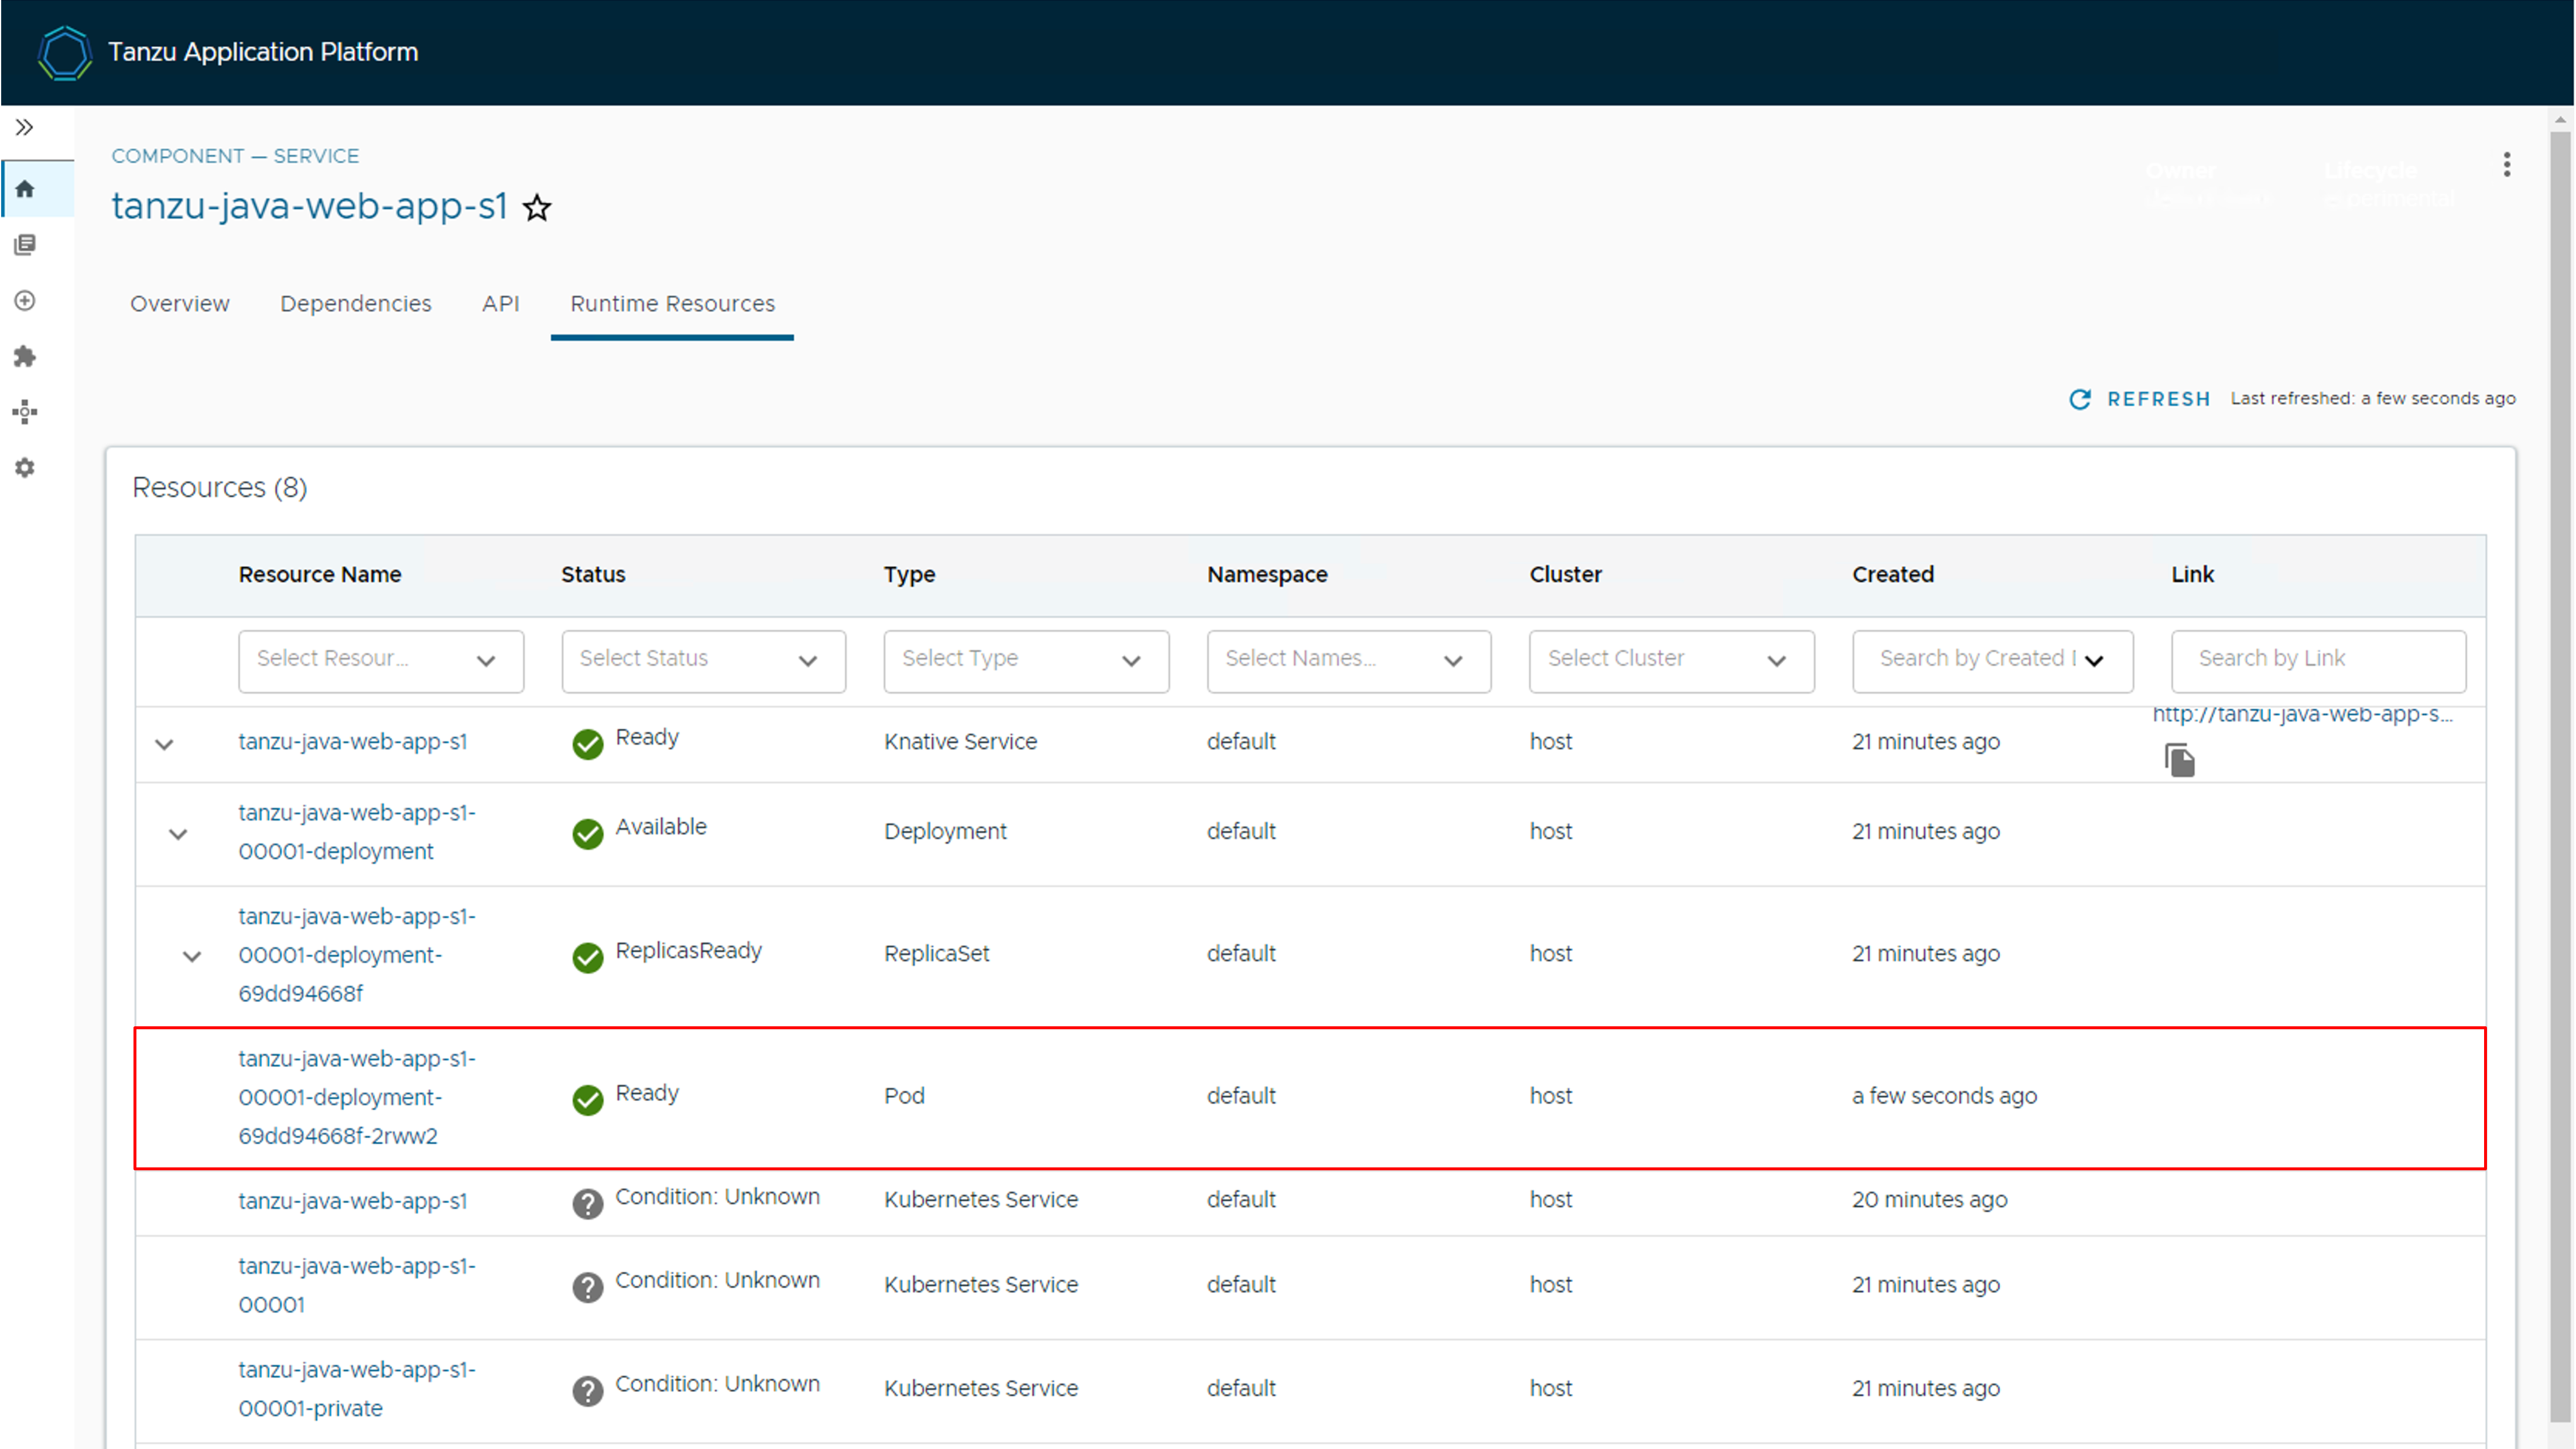 Tanzu Application Platform
COMPONENT — SERVICE
tanzu-java-web-app-s1
Owner
Lifecycle
experimental
Overview
Dependencies
API
Runtime Resources
REFRESH
Last refreshed: a few seconds ago
Resources (8)
Resource Name
Status
Type
Namespace
Cluster
Created
Link
Select Resour...
Select Status
Select Type
Select Names...
Select Cluster
Search by Created
Search by Link
tanzu-java-web-app-s1
Ready
Knative Service
default
host
21 minutes ago
http://tanzu-java-web-app-s...
tanzu-java-web-app-s1-
00001-deployment
Available
Deployment
default
host
21 minutes ago
tanzu-java-web-app-s1-
00001-deployment-
69dd94668f
ReplicasReady
ReplicaSet
default
host
21 minutes ago
tanzu-java-web-app-s1-
00001-deployment-
69dd94668f-2rww2
Ready
Pod
default
host
a few seconds ago
tanzu-java-web-app-s1
Condition: Unknown
Kubernetes Service
default
host
20 minutes ago
tanzu-java-web-app-s1-
00001
Condition: Unknown
Kubernetes Service
default
host
21 minutes ago
tanzu-java-web-app-s1-
00001-private
Condition: Unknown
Kubernetes Service
default
host
21 minutes ago